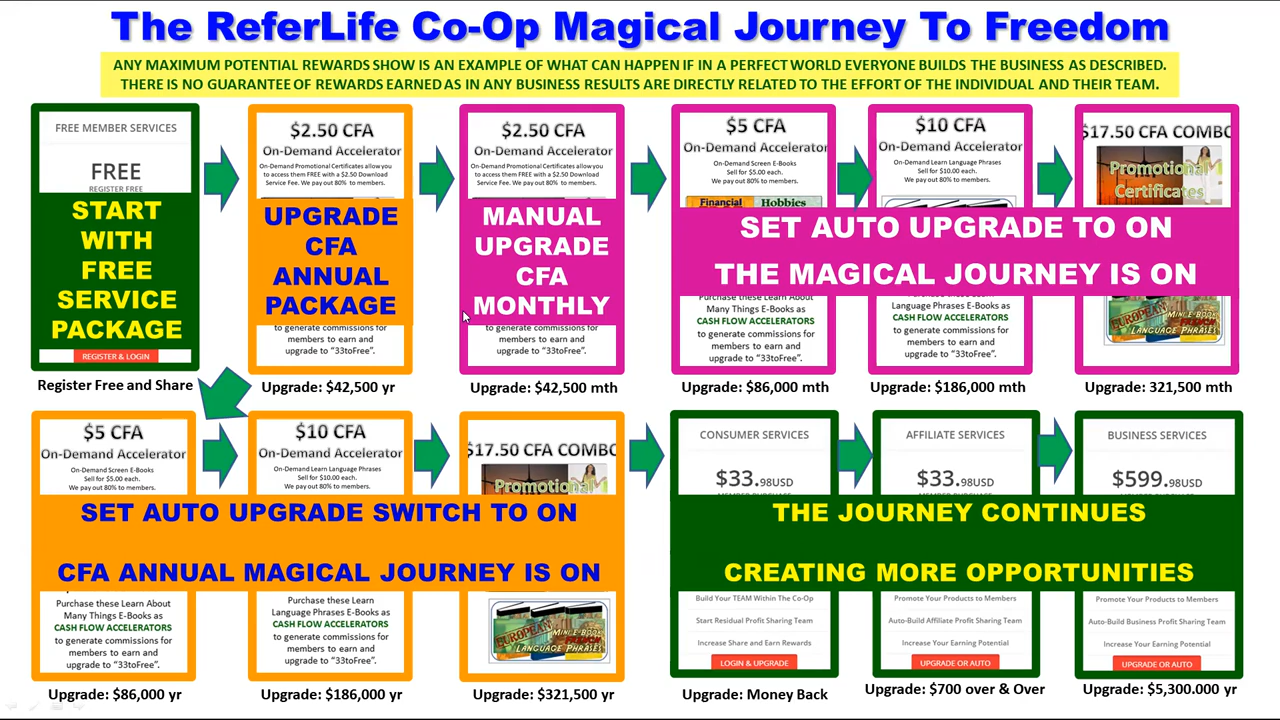 The ReferLife Co-Op Magical Journey To Freedom
ANY MAXIMUM POTENTIAL REWARDS SHOW IS AN EXAMPLE OF WHAT CAN HAPPEN IF IN A PERFECT WORLD EVERYONE BUILDS THE BUSINESS AS DESCRIBED.
THERE IS NO GUARANTEE OF REWARDS EARNED AS IN ANY BUSINESS RESULTS ARE DIRECTLY RELATED TO THE EFFORT OF THE INDIVIDUAL AND THEIR TEAM.
FREE MEMBER SERVICES
FREE
REGISTER FREE
START
WITH
FREE
SERVICE
PACKAGE
REGISTER & LOGIN
Register Free and Share
$2.50 CFA
On-Demand Accelerator
On-Demand Promotional Certificates allow you
to access them FREE with a $2.50 Download
Service Fee. We pay out 80% to members.
UPGRADE
CFA
ANNUAL
PACKAGE
to generate commissions for
members to earn and
upgrade to "33toFree".
Upgrade: $42,500 yr
$2.50 CFA
On-Demand Accelerator
On-Demand Promotional Certificates allow you
to access them FREE with a $2.50 Download
Service Fee. We pay out 80% to members.
MANUAL
UPGRADE
CFA
MONTHLY
to generate commissions for
members to earn and
upgrade to "33toFree".
Upgrade: $42,500 mth
$5 CFA
On-Demand Accelerator
On-Demand Screen E-Books
Sell for $5.00 each.
We pay out 80% to members.
Financial
Hobbies
$10 CFA
On-Demand Accelerator
On-Demand Learn Language Phrases
Sell for $10.00 each.
We pay out 80% to members.
$17.50 CFA COMBO
Promotional
Certificates
SET AUTO UPGRADE TO ON
THE MAGICAL JOURNEY IS ON
Purchase these Learn About
Many Things E-Books as
CASH FLOW ACCELERATORS
to generate commissions for
members to earn and
upgrade to "33toFree".
Upgrade: $86,000 mth
Language Phrases E-Books as
CASH FLOW ACCELERATORS
to generate commissions for
members to earn and
upgrade to "33toFree".
Upgrade: $186,000 mth
EUROPEAN
MINI E-BOOK
LANGUAGE PHRASES
Upgrade: 321,500 mth
$5 CFA
On-Demand Accelerator
On-Demand Screen E-Books
Sell for $5.00 each.
We pay out 80% to members.
$10 CFA
On-Demand Accelerator
On-Demand Learn Language Phrases
Sell for $10.00 each.
We pay out 80% to members.
$17.50 CFA COMBO
Promotional
SET AUTO UPGRADE SWITCH TO ON
CFA ANNUAL MAGICAL JOURNEY IS ON
Purchase these Learn About
Many Things E-Books as
CASH FLOW ACCELERATORS
to generate commissions for
members to earn and
upgrade to "33toFree".
Upgrade: $86,000 yr
Purchase these Learn
Language Phrases E-Books as
CASH FLOW ACCELERATORS
to generate commissions for
members to earn and
upgrade to "33toFree".
Upgrade: $186,000 yr
EUROPEAN
MINI E-BOOK
LANGUAGE PHRASES
Upgrade: $321,500 yr
CONSUMER SERVICES
$33.98USD
MEMBER PURCHASE
AFFILIATE SERVICES
$33.98USD
BUSINESS SERVICES
$599.98USD
THE JOURNEY CONTINUES
CREATING MORE OPPORTUNITIES
Build Your TEAM Within The Co-Op
Start Residual Profit Sharing Team
Increase Share and Earn Rewards
LOGIN & UPGRADE
Upgrade: Money Back
Promote Your Products to Members
Auto-Build Affiliate Profit Sharing Team
Increase Your Earning Potential
UPGRADE OR AUTO
Upgrade: $700 over & Over
Promote Your Products to Members
Auto-Build Business Profit Sharing Team
Increase Your Earning Potential
UPGRADE OR AUTO
Upgrade: $5,300.000 yr